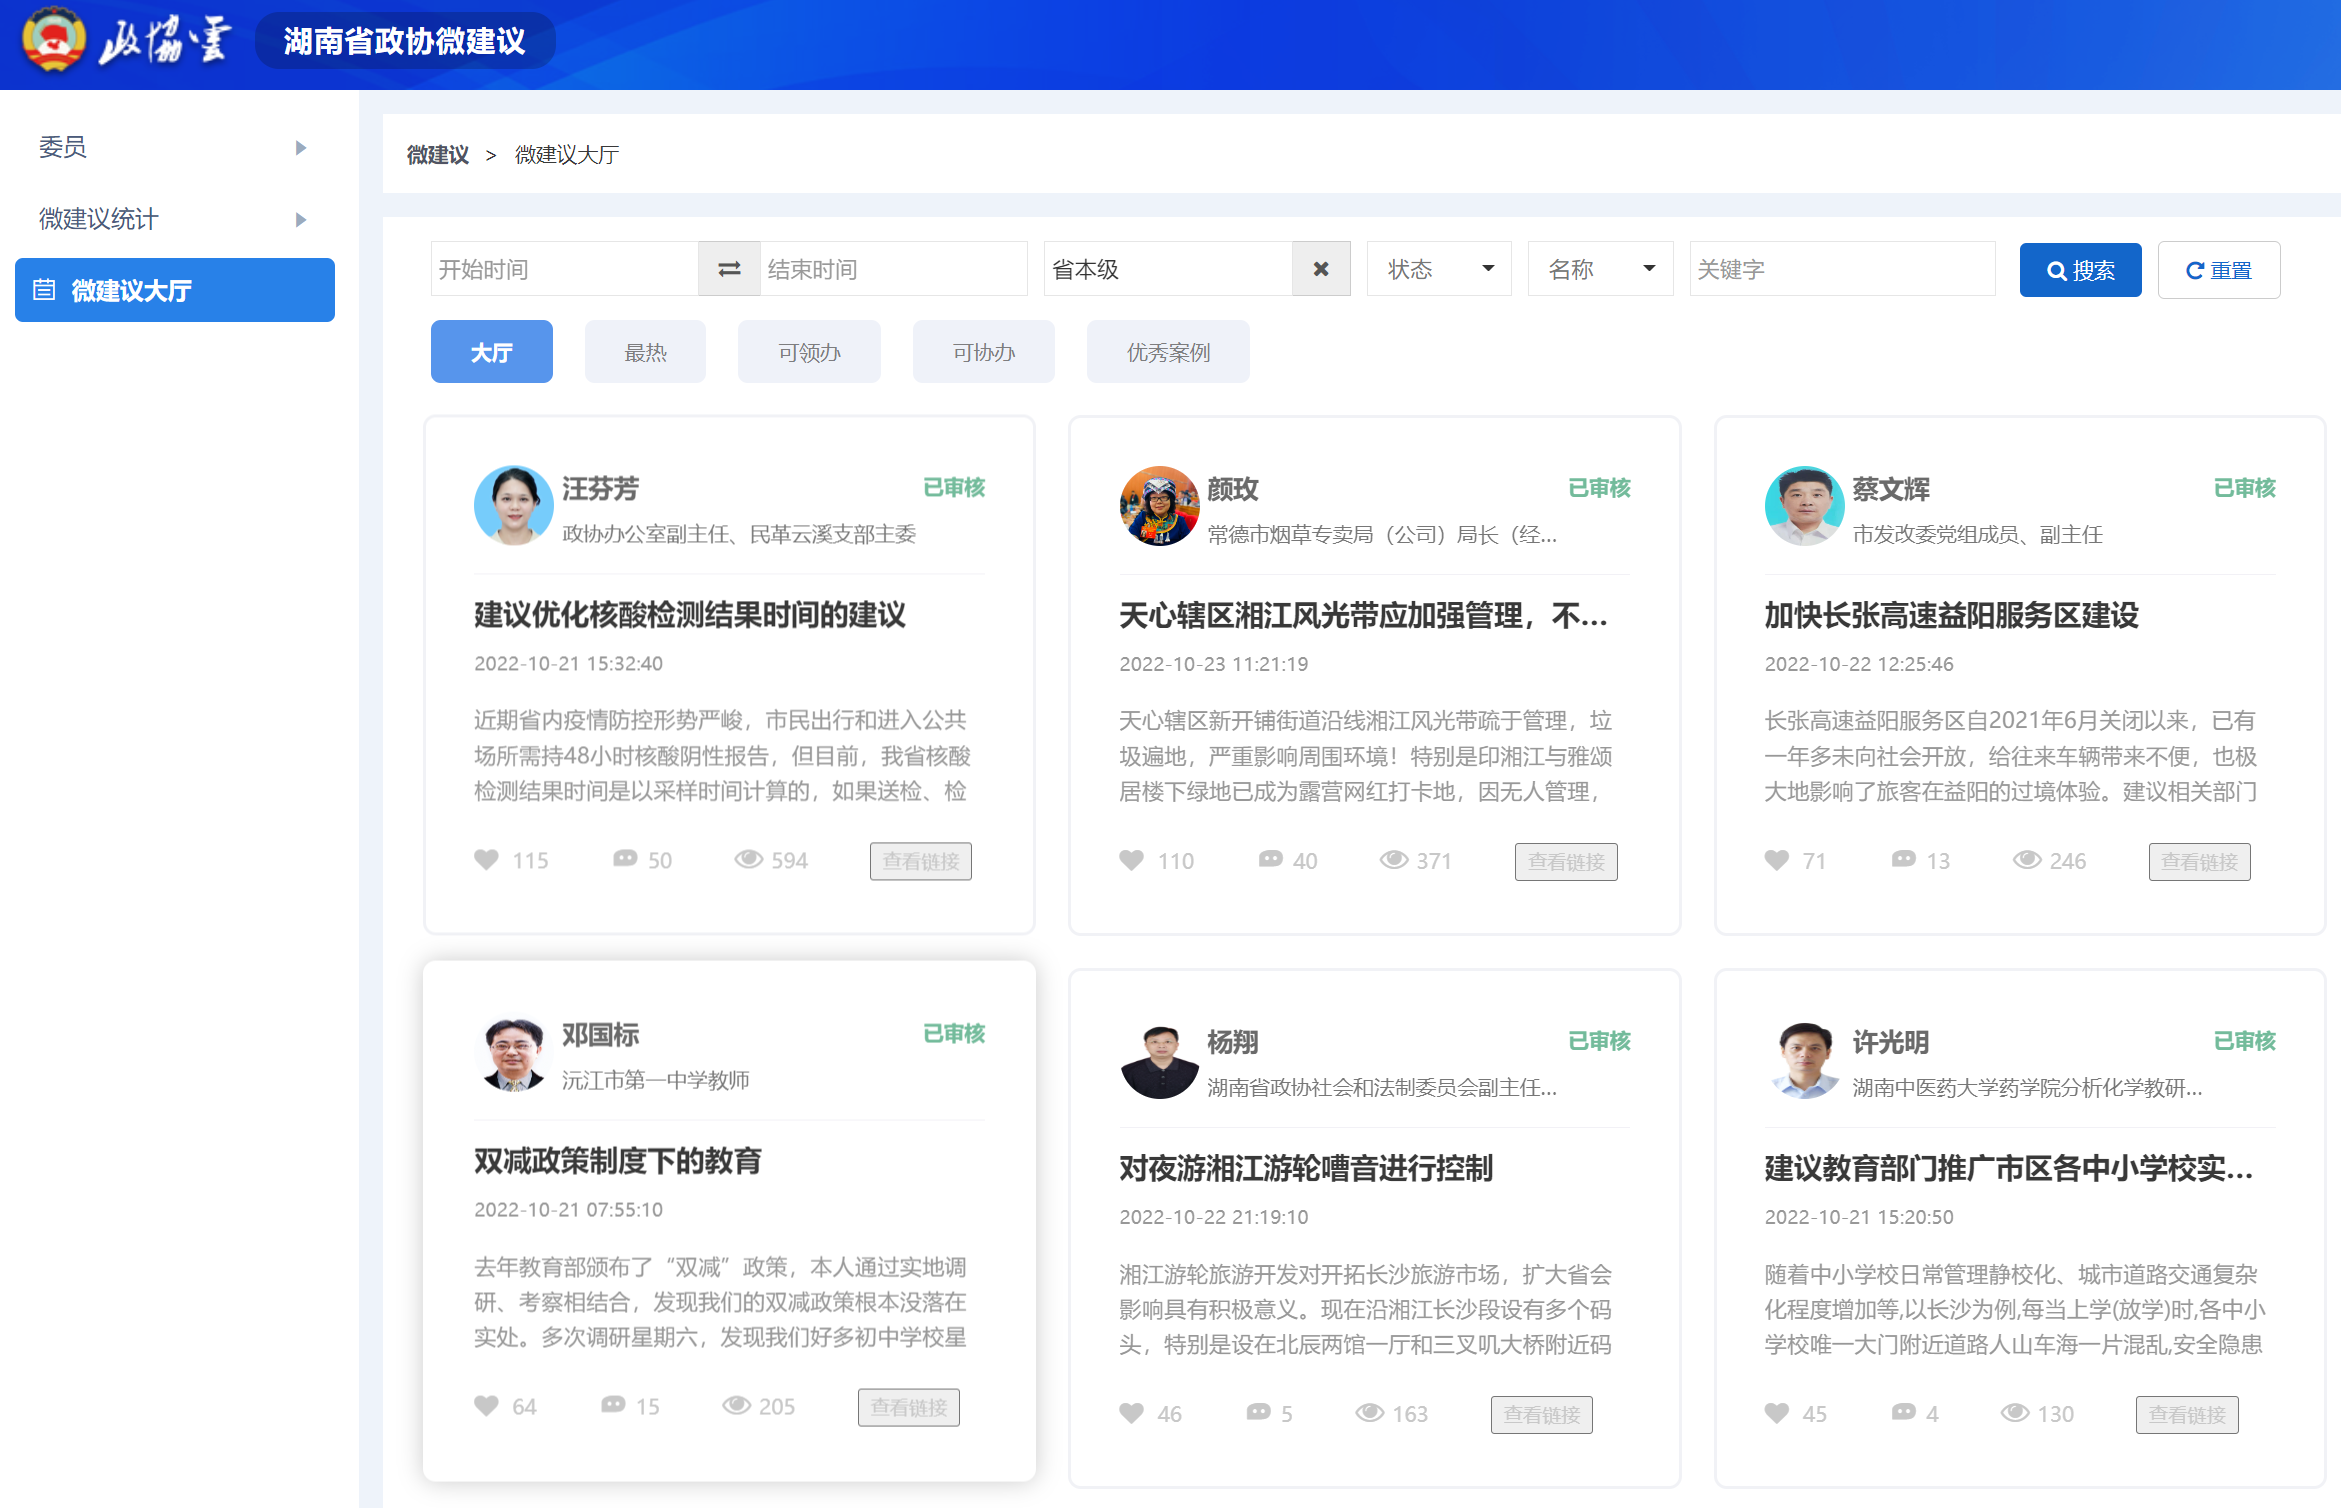 政協·雲
湖南省政协微建议
委员
微建议统计
微建议大厅
微建议 > 微建议大厅
开始时间
结束时间
省本级
状态
名称
关键字
搜索
重置
大厅
最热
可领办
可协办
优秀案例
汪芬芳
已审核
政协办公室副主任、民革云溪支部主委
建议优化核酸检测结果时间的建议
2022-10-21 15:32:40
近期省内疫情防控形势严峻，市民出行和进入公共
场所需持48小时核酸阴性报告，但目前，我省核酸
检测结果时间是以采样时间计算的，如果送检、检
115
50
594
查看链接
颜玫
已审核
常德市烟草专卖局（公司）局长（经...
天心辖区湘江风光带应加强管理，不...
2022-10-23 11:21:19
天心辖区新开铺街道沿线湘江风光带疏于管理，垃
圾遍地，严重影响周围环境！特别是印湘江与雅颂
居楼下绿地已成为露营网红打卡地，因无人管理，
110
40
371
查看链接
蔡文辉
已审核
市发改委党组成员、副主任
加快长张高速益阳服务区建设
2022-10-22 12:25:46
长张高速益阳服务区自2021年6月关闭以来，已有
一年多未向社会开放，给往来车辆带来不便，也极
大地影响了旅客在益阳的过境体验。建议相关部门
71
13
246
查看链接
邓国标
已审核
沅江市第一中学教师
双减政策制度下的教育
2022-10-21 07:55:10
去年教育部颁布了“双减”政策，本人通过实地调
研、考察相结合，发现我们的双减政策根本没落在
实处。多次调研星期六，发现我们好多初中学校星
64
15
205
查看链接
杨翔
已审核
湖南省政协社会和法制委员会副主任...
对夜游湘江游轮嘈音进行控制
2022-10-22 21:19:10
湘江游轮旅游开发对开拓长沙旅游市场，扩大省会
影响具有积极意义。现在沿湘江长沙段设有多个码
头，特别是设在北辰两馆一厅和三叉矶大桥附近码
46
5
163
查看链接
许光明
已审核
湖南中医药大学药学院分析化学教研...
建议教育部门推广市区各中小学校实...
2022-10-21 15:20:50
随着中小学校日常管理静校化、城市道路交通复杂
化程度增加等,以长沙为例,每当上学(放学)时,各中小
学校唯一大门附近道路人山车海一片混乱,安全隐患
45
4
130
查看链接